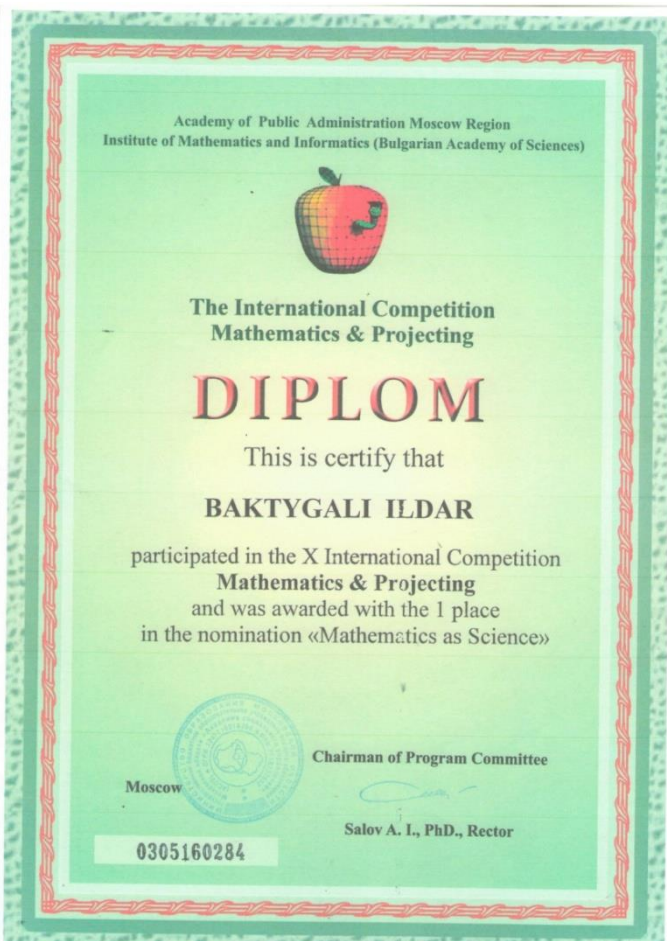 Academy of Public Administration Moscow Region
Institute of Mathematics and Informatics (Bulgarian Academy of Sciences)
The International Competition
Mathematics & Projecting
DIPLOM
This is certify that
BAKTYGALI ILDAR
participated in the X International Competition
Mathematics & Projecting
and was awarded with the 1 place
in the nomination «Mathematics as Science»
Chairman of Program Committee
Moscow
Salov A. I., PhD., Rector
0305160284